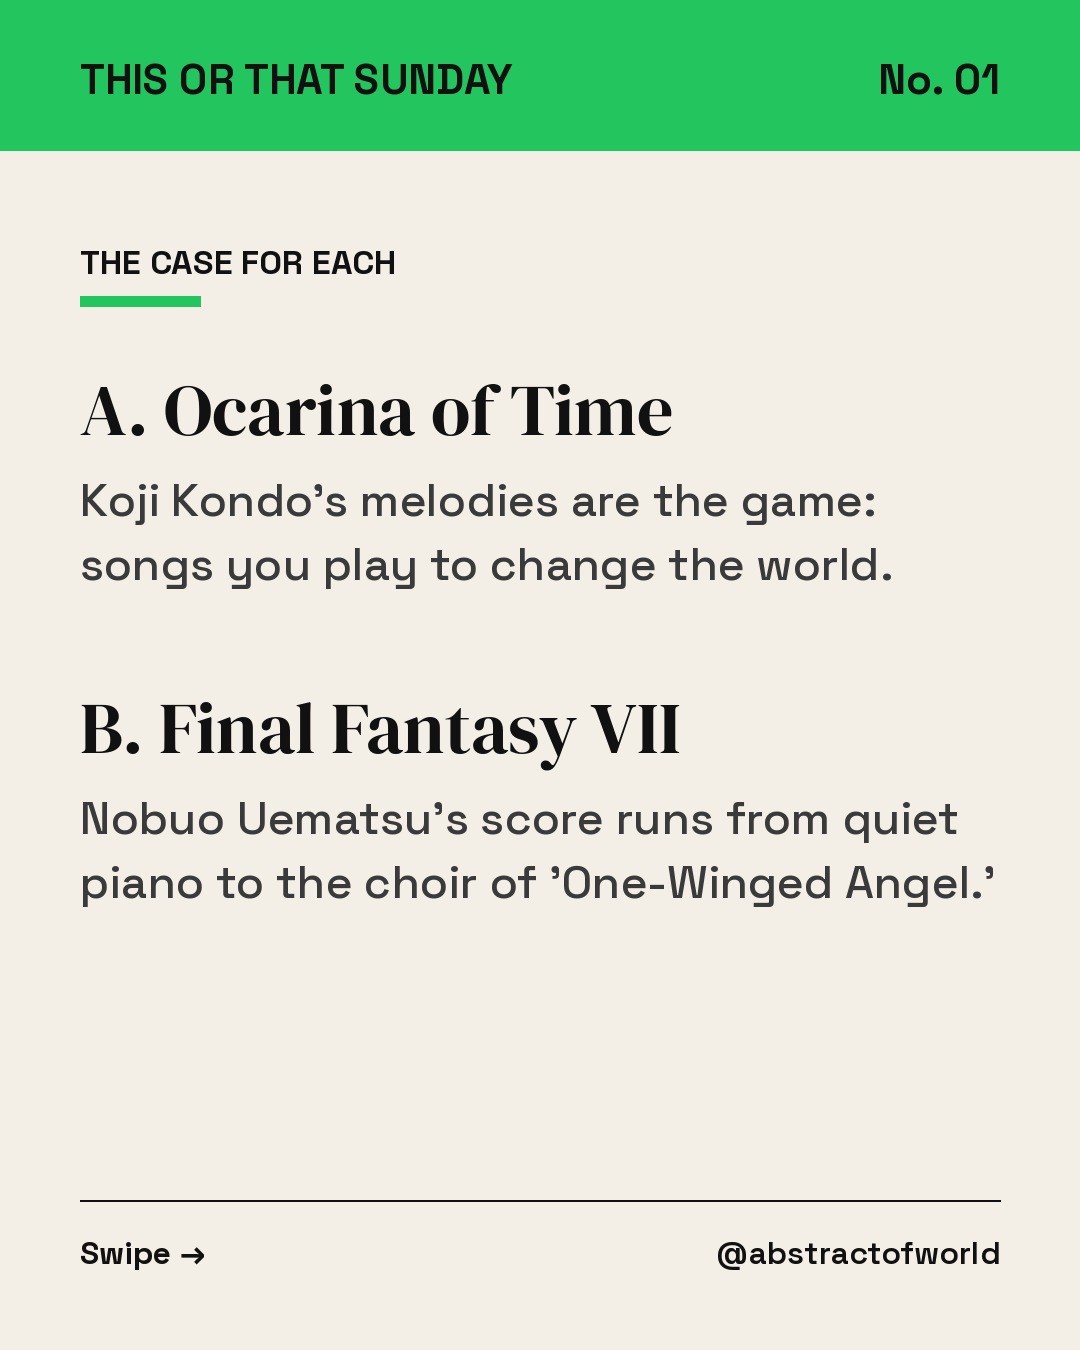 THIS OR THAT SUNDAY
No. 01
THE CASE FOR EACH
A. Ocarina of Time
Koji Kondo’s melodies are the game:
songs you play to change the world.
B. Final Fantasy VII
Nobuo Uematsu’s score runs from quiet
piano to the choir of ’One-Winged Angel.’
Swipe →
@abstractofworld